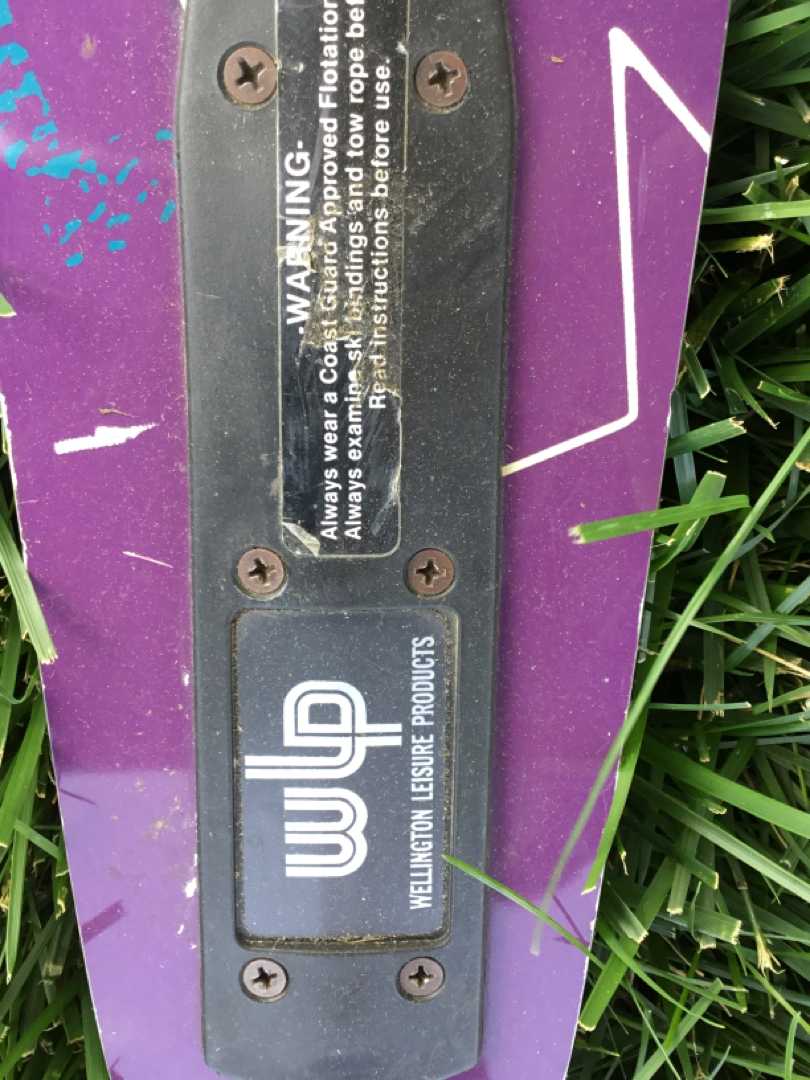 -WARNING-
Always wear a Coast Guard Approved Flotation
Always examine ski bindings and tow rope bef
Read instructions before use.
wlp
WELLINGTON LEISURE PRODUCTS